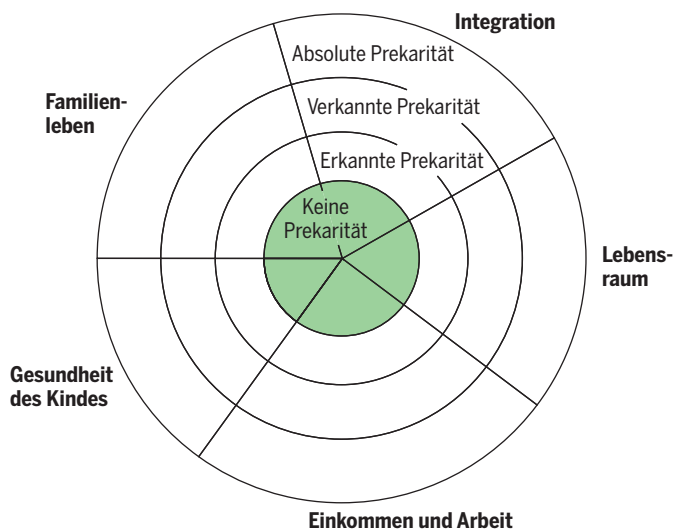 Integration
Absolute Prekarität
Verkannte Prekarität
Erkannte Prekarität
Keine
Prekarität
Familien-
leben
Lebens-
raum
Gesundheit
des Kindes
Einkommen und Arbeit